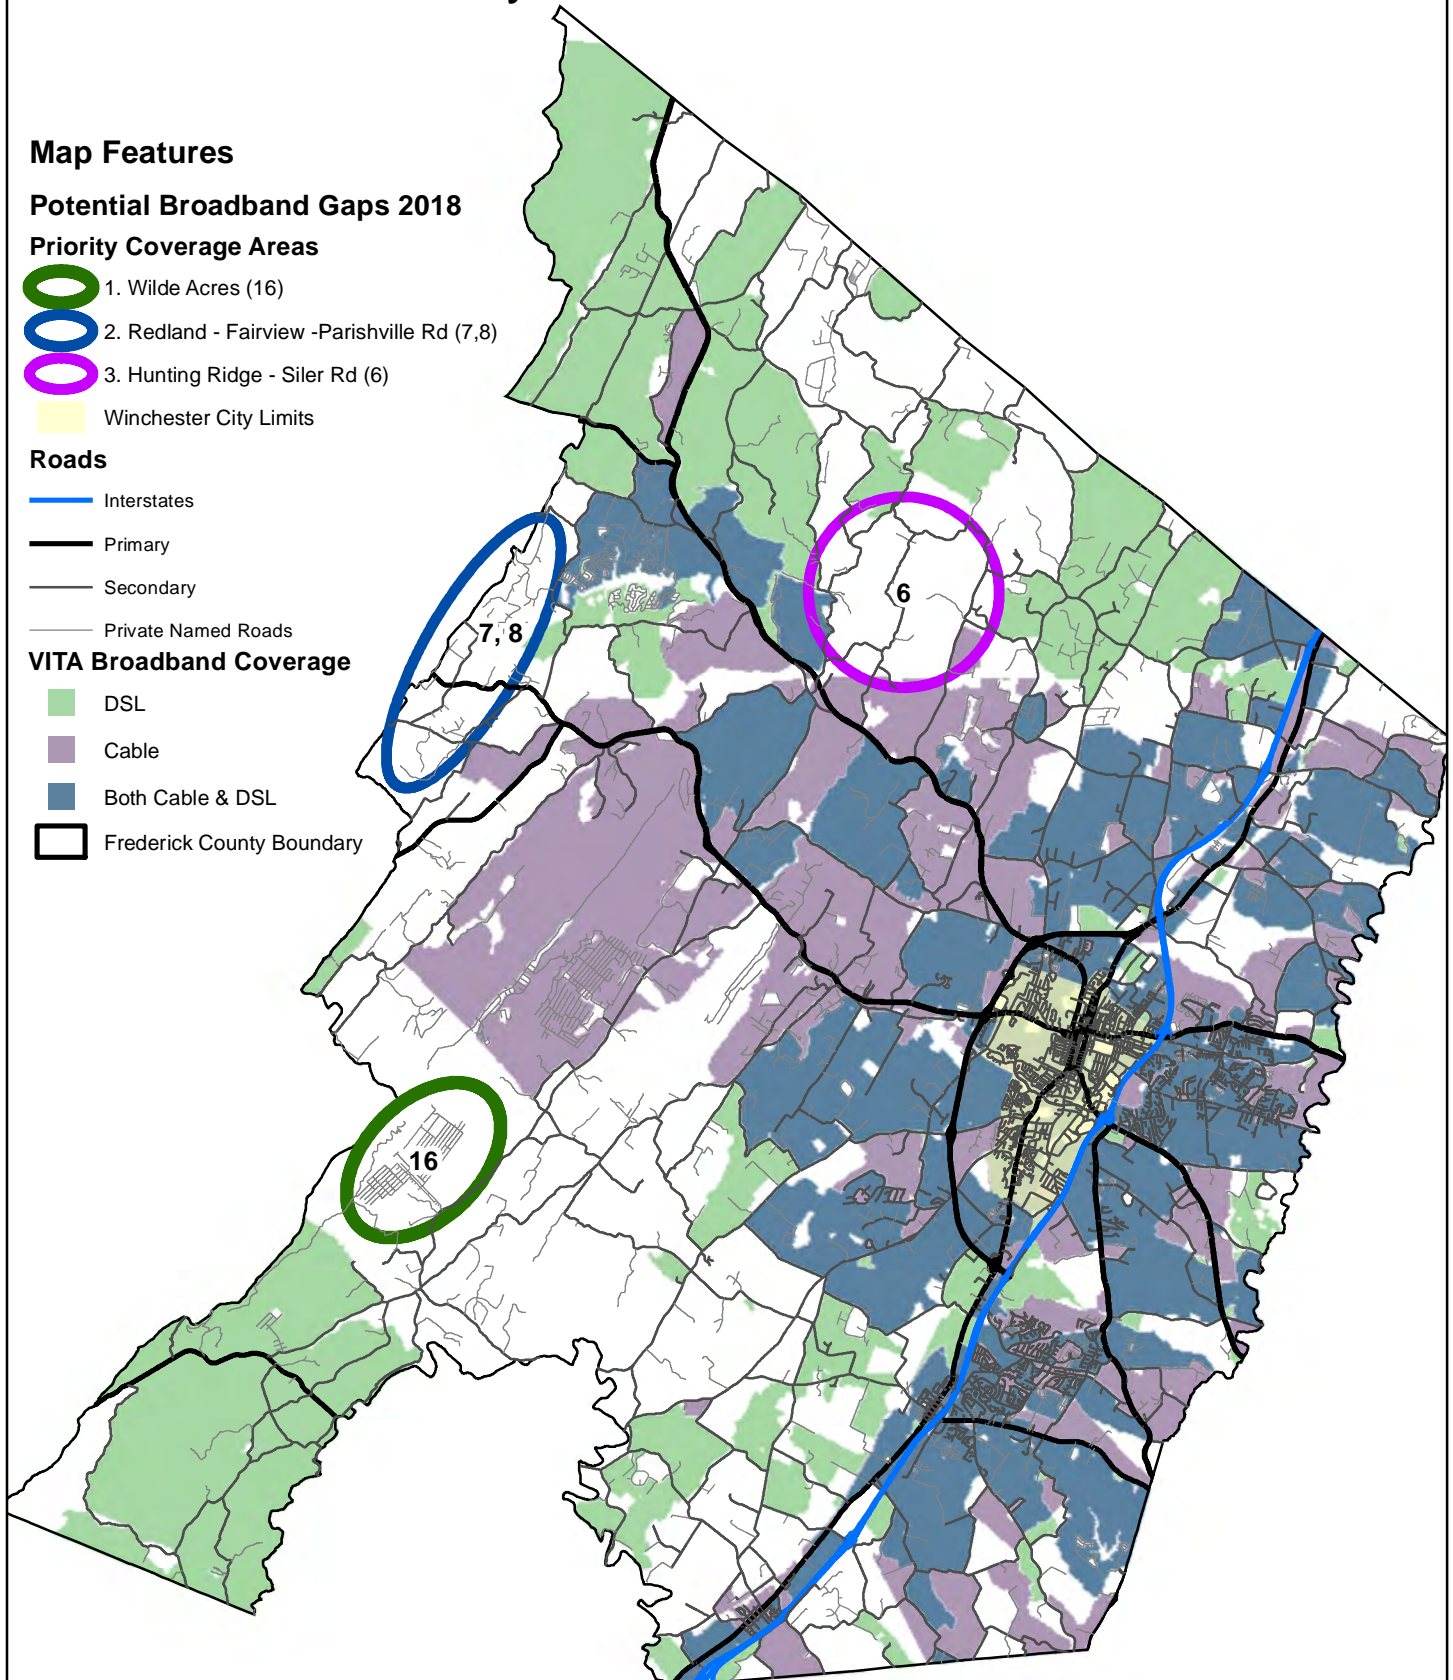 Map Features
Potential Broadband Gaps 2018
Priority Coverage Areas
1. Wilde Acres (16)
2. Redland - Fairview -Parishville Rd (7,8)
3. Hunting Ridge - Siler Rd (6)
Winchester City Limits
Roads
Interstates
Primary
Secondary
Private Named Roads
VITA Broadband Coverage
DSL
Cable
Both Cable & DSL
Frederick County Boundary
6
7, 8
16